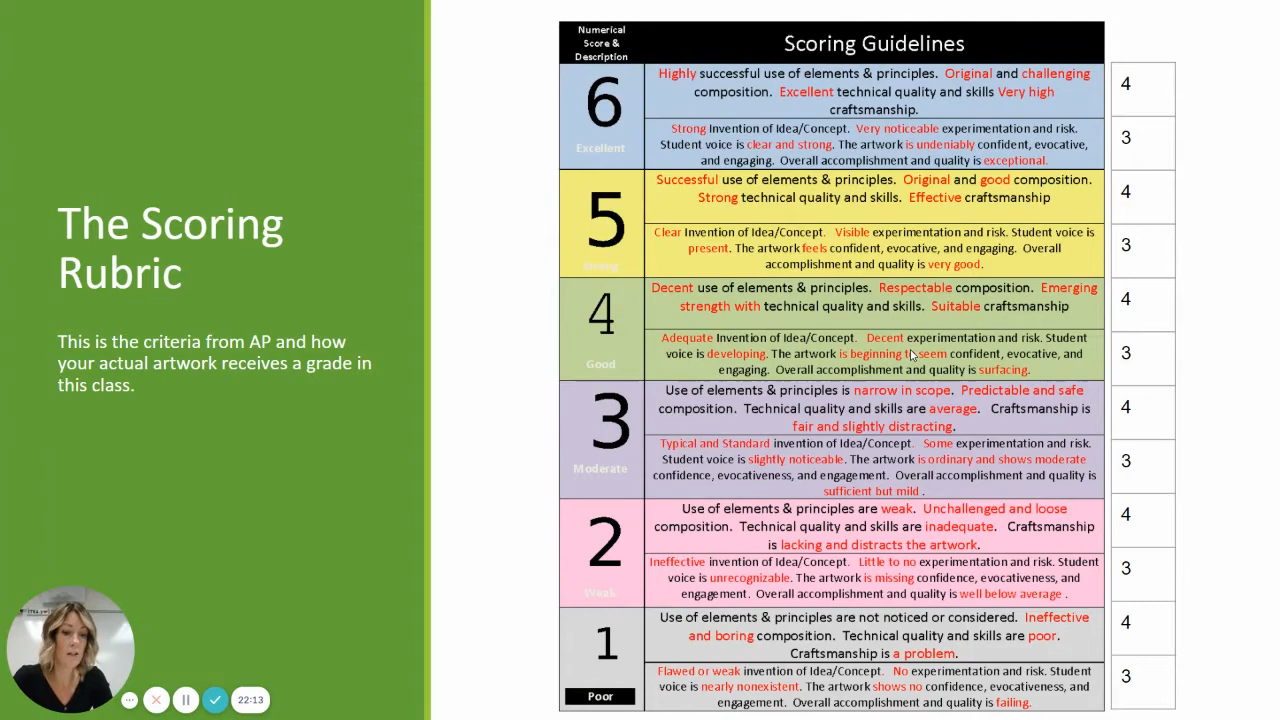 The Scoring
Rubric
This is the criteria from AP and how
your actual artwork receives a grade in
this class.
22:13
Numerical
Score &
Description
Scoring Guidelines
6
Excellent
Highly successful use of elements & principles. Original and challenging
composition. Excellent technical quality and skills Very high
craftsmanship.
4
Strong Invention of Idea/Concept. Very noticeable experimentation and risk.
Student voice is clear and strong. The artwork is undeniably confident, evocative,
and engaging. Overall accomplishment and quality is exceptional.
3
5
Strong
Successful use of elements & principles. Original and good composition.
Strong technical quality and skills. Effective craftsmanship
4
Clear Invention of Idea/Concept. Visible experimentation and risk. Student voice is
present. The artwork feels confident, evocative, and engaging. Overall
accomplishment and quality is very good.
3
4
Good
Decent use of elements & principles. Respectable composition. Emerging
strength with technical quality and skills. Suitable craftsmanship
4
Adequate Invention of Idea/Concept. Decent experimentation and risk. Student
voice is developing. The artwork is beginning to seem confident, evocative, and
engaging. Overall accomplishment and quality is surfacing.
3
3
Moderate
Use of elements & principles is narrow in scope. Predictable and safe
composition. Technical quality and skills are average. Craftsmanship is
fair and slightly distracting.
4
Typical and Standard invention of Idea/Concept. Some experimentation and risk.
Student voice is slightly noticeable. The artwork is ordinary and shows moderate
confidence, evocativeness, and engagement. Overall accomplishment and quality is
sufficient but mild .
3
2
Weak
Use of elements & principles are weak. Unchallenged and loose
composition. Technical quality and skills are inadequate. Craftsmanship
is lacking and distracts the artwork.
4
Ineffective invention of Idea/Concept. Little to no experimentation and risk. Student
voice is unrecognizable. The artwork is missing confidence, evocativeness, and
engagement. Overall accomplishment and quality is well below average .
3
1
Poor
Use of elements & principles are not noticed or considered. Ineffective
and boring composition. Technical quality and skills are poor.
Craftsmanship is a problem.
4
Flawed or weak invention of Idea/Concept. No experimentation and risk. Student
voice is nearly nonexistent. The artwork shows no confidence, evocativeness, and
engagement. Overall accomplishment and quality is failing.
3